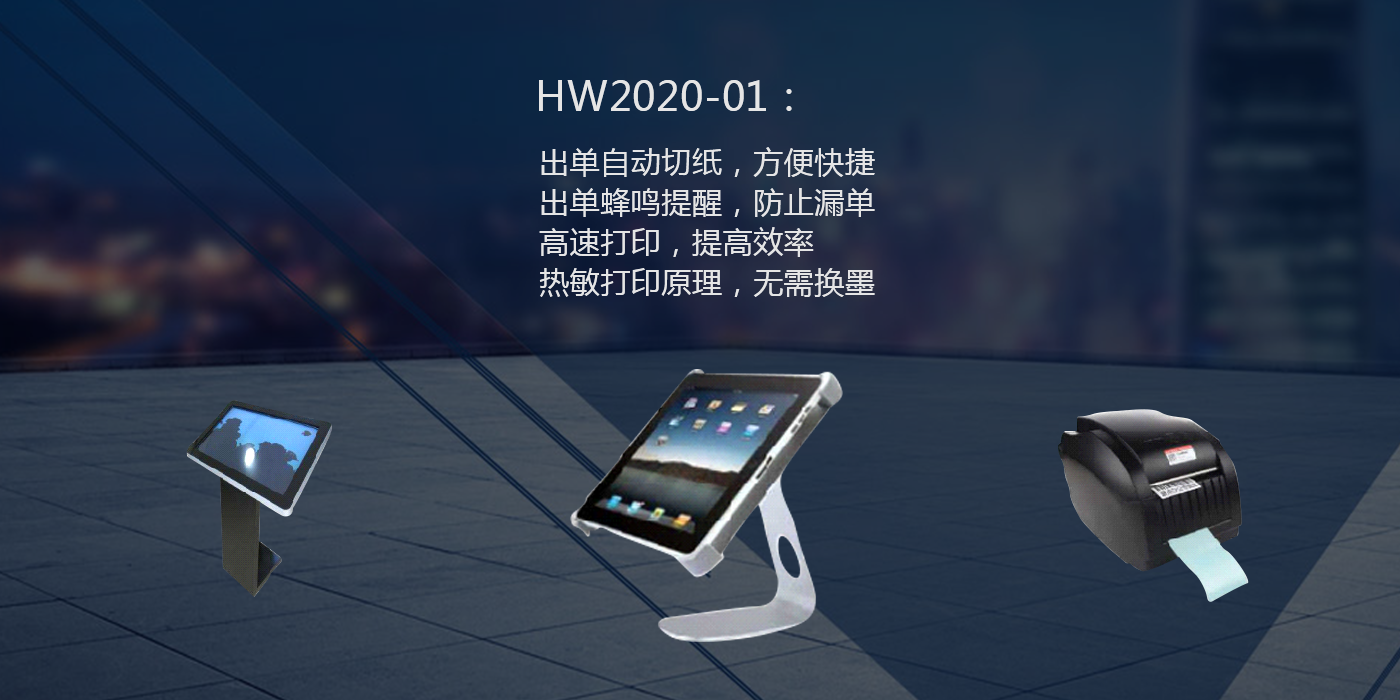 HW2020-01：
出单自动切纸，方便快捷
出单蜂鸣提醒，防止漏单
高速打印，提高效率
热敏打印原理，无需换墨